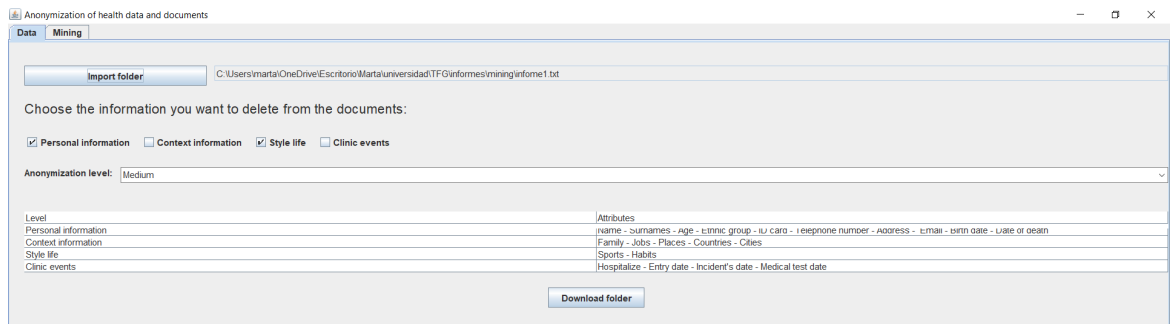 Anonymization of health data and documents
Data Mining
Import folder C:\Users\marta\OneDrive\Escritorio\Marta\universidad\TFG\informes\mining\infome1.txt
Choose the information you want to delete from the documents:
Personal information Context information Style life Clinic events
Anonymization level: Medium
Level Attributes
Personal information Name - Surnames - Age - Ethnic group - ID card - Telephone number - Address - Email - Birth date - Date of death
Context information Family - Jobs - Places - Countries - Cities
Style life Sports - Habits
Clinic events Hospitalize - Entry date - Incident's date - Medical test date
Download folder